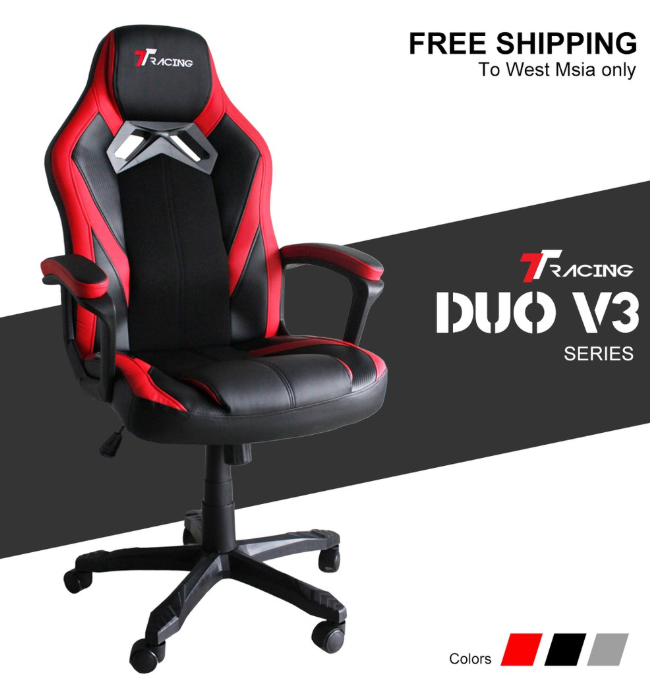 TTRACING
FREE SHIPPING
To West Msia only
TTRACING
DUO V3
SERIES
Colors